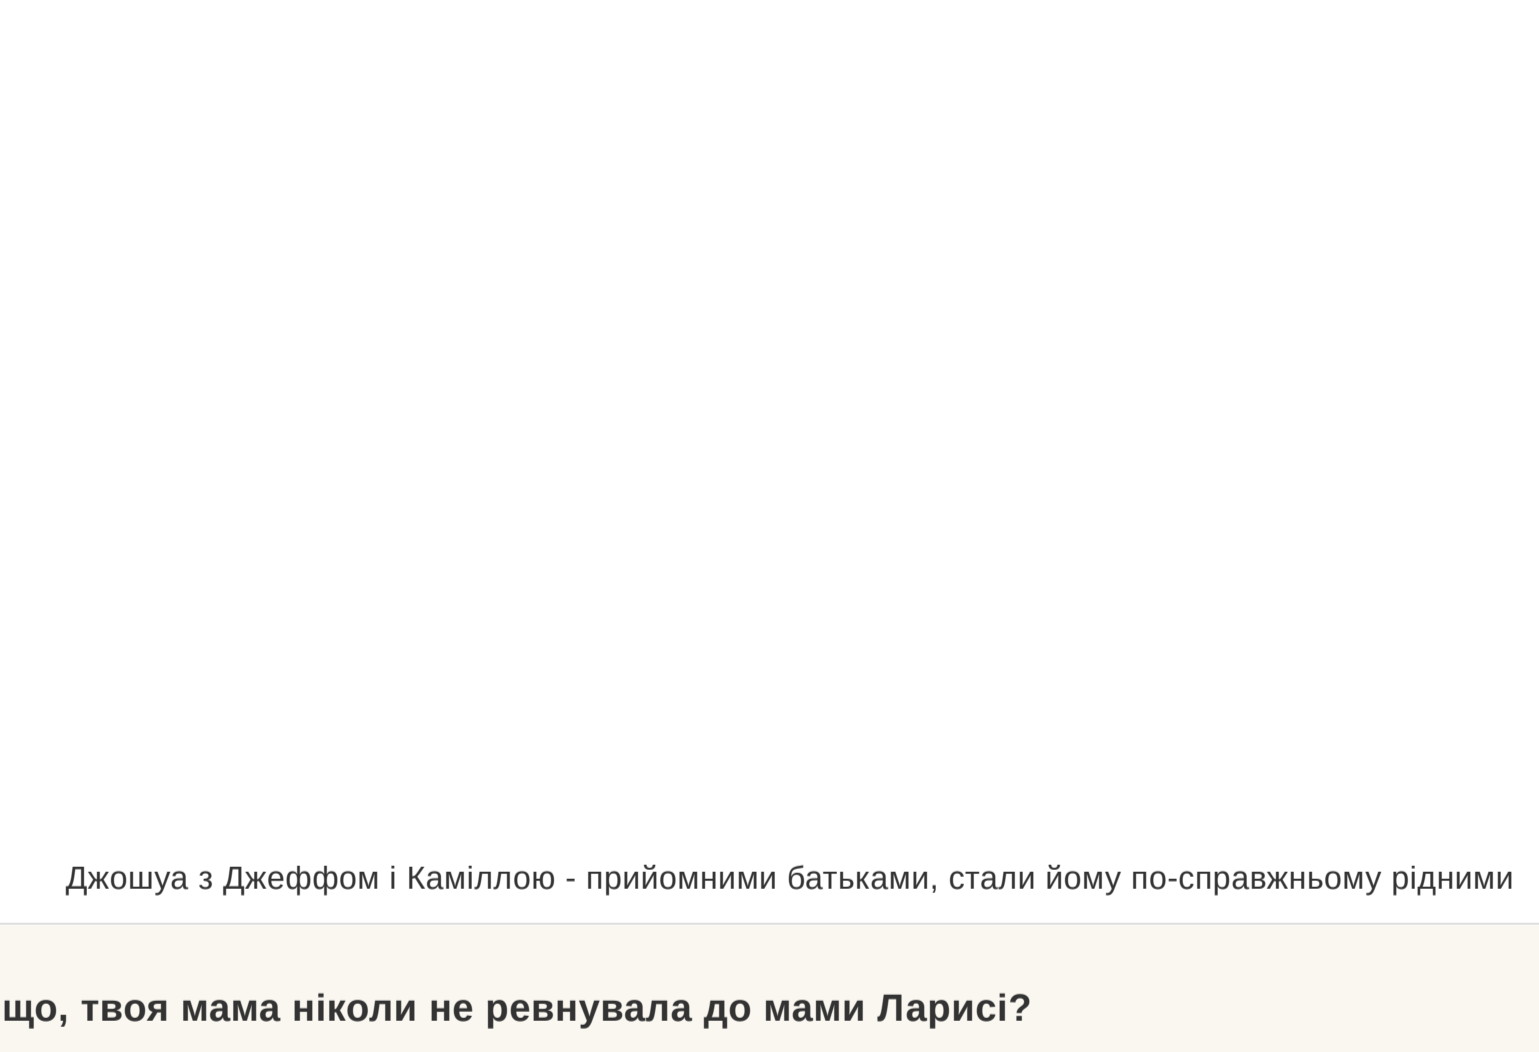 Джошуа з Джеффом і Каміллою - прийомними батьками, стали йому по-справжньому рідними
що, твоя мама ніколи не ревнувала до мами Ларисі?